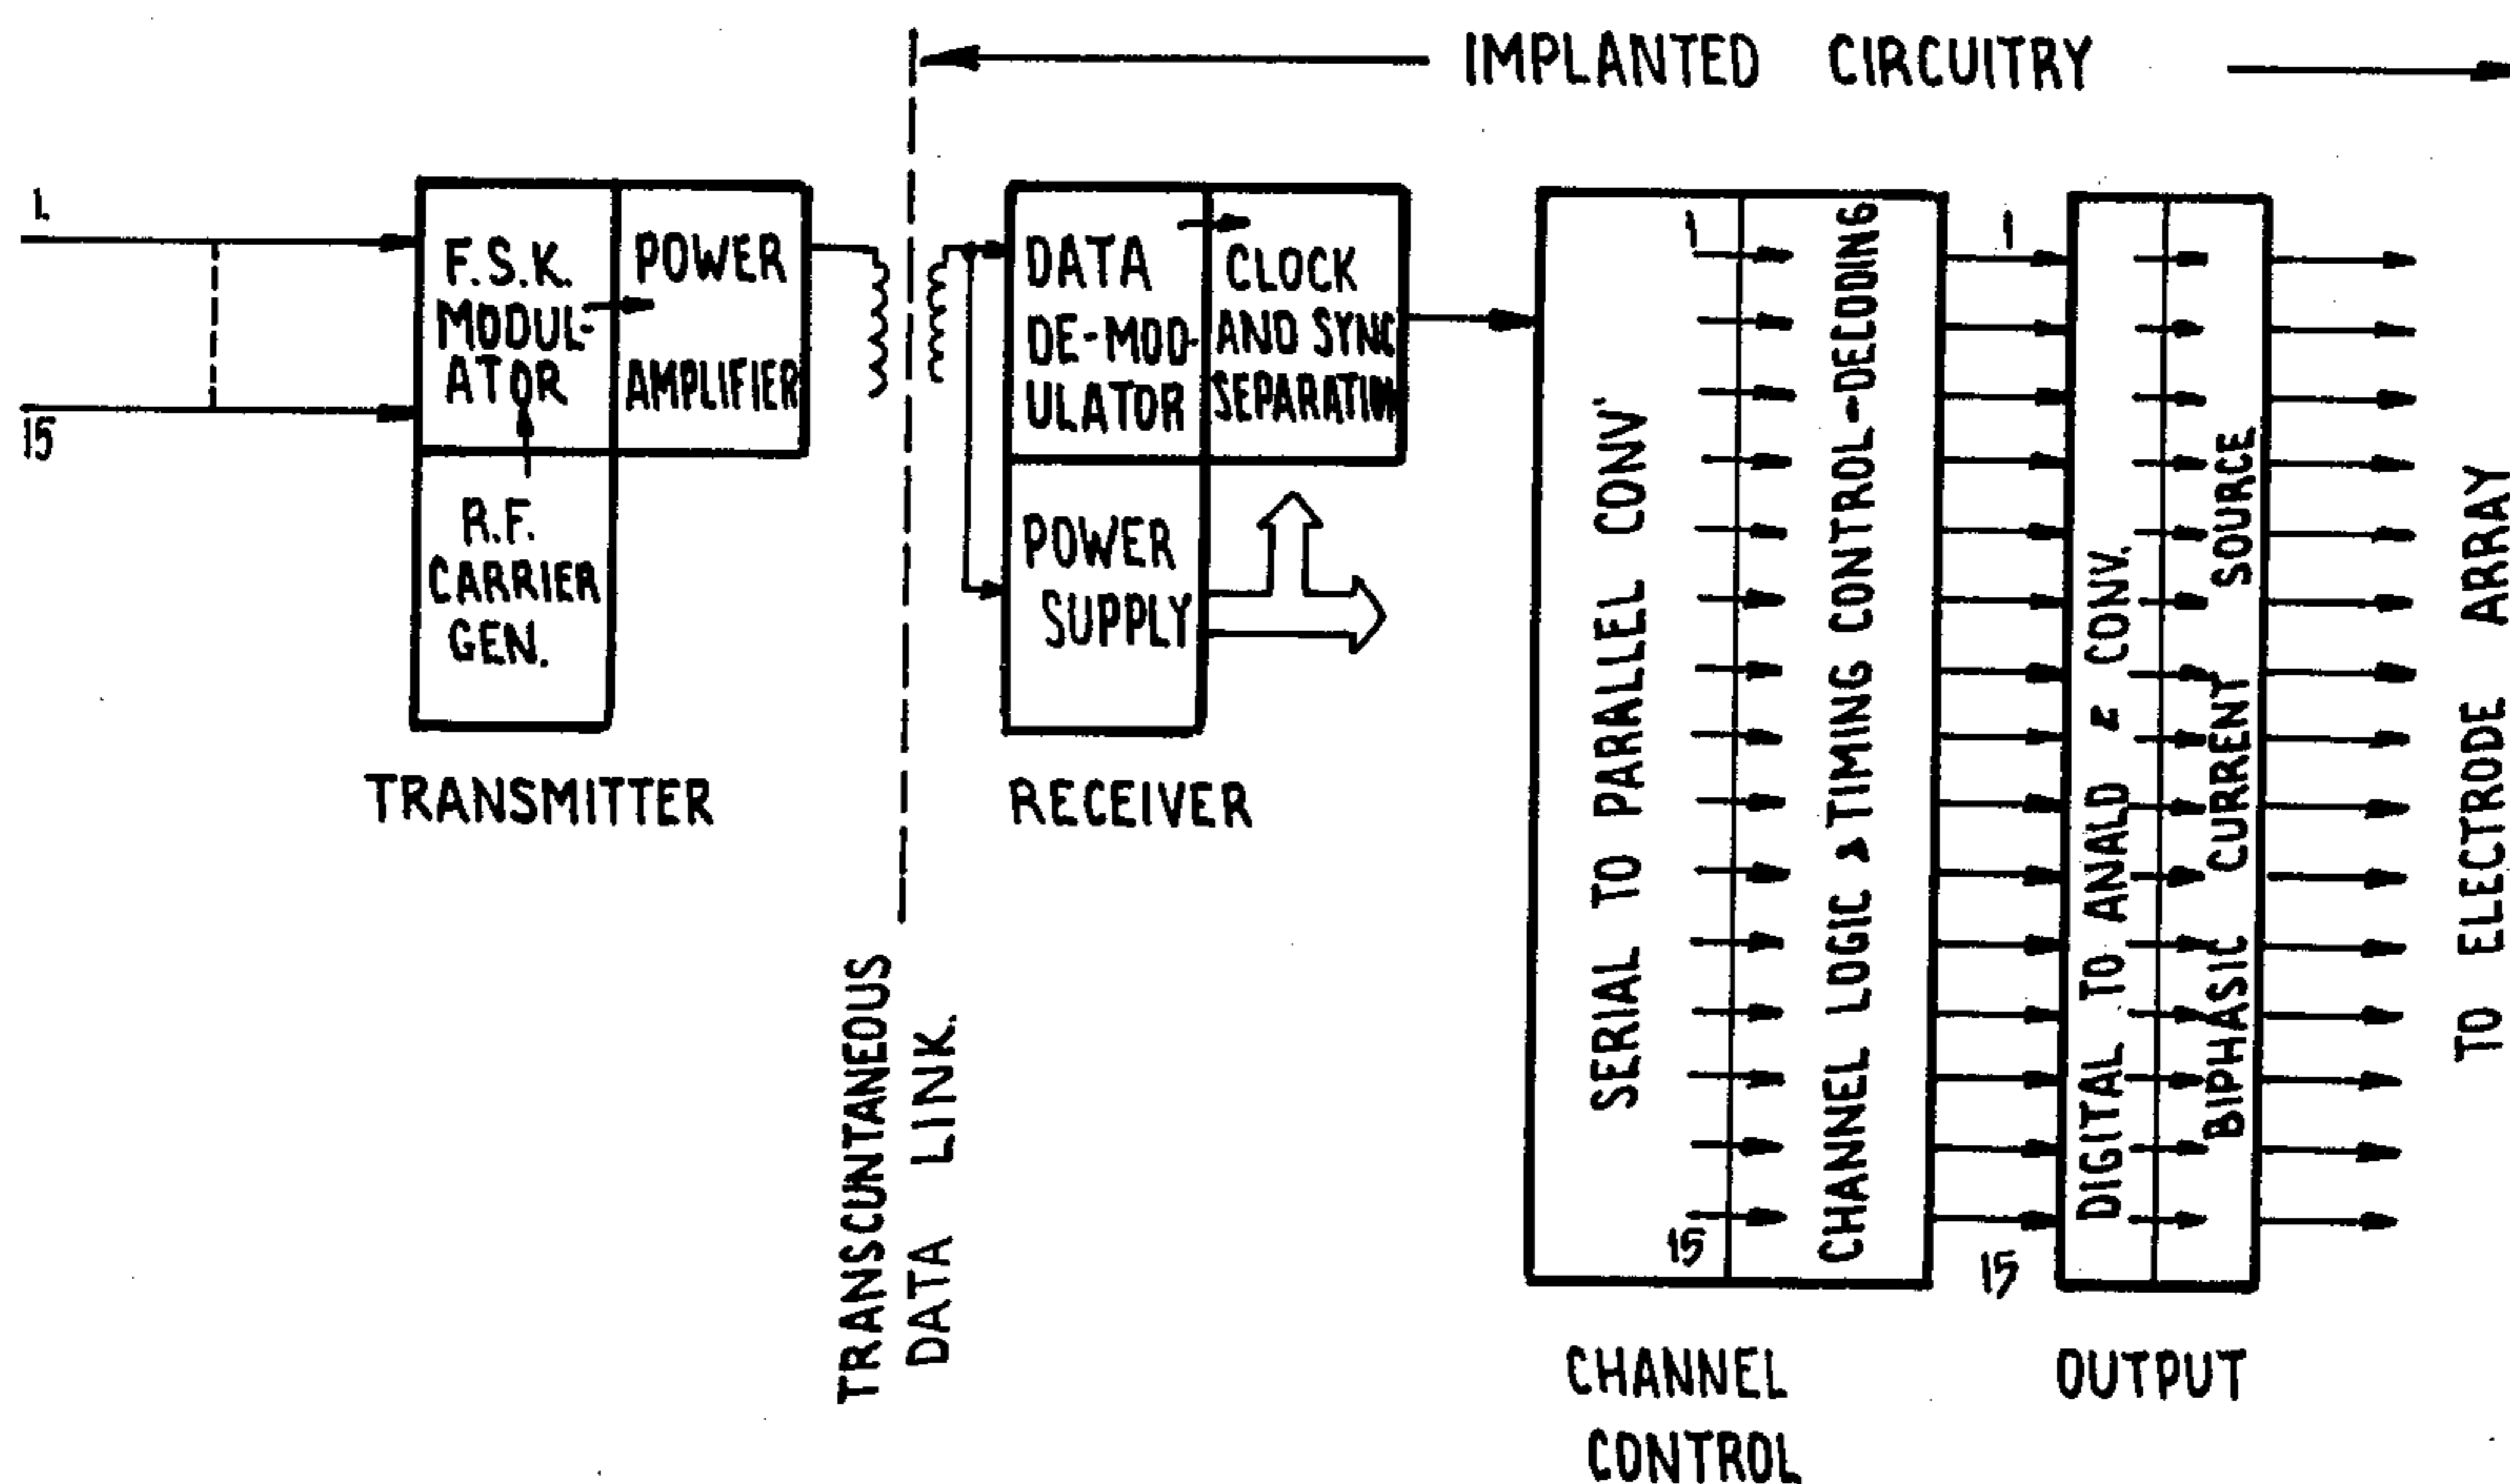 IMPLANTED CIRCUITRY
1.
15
F.S.K.
MODUL-
ATOR
POWER
AMPLIFIER
R.F.
CARRIER
GEN.
TRANSMITTER
TRANSCUNTANEOUS
DATA LINK.
DATA
DE-MOD-
ULATOR
CLOCK
AND SYNC
SEPARATION
POWER
SUPPLY
RECEIVER
SERIAL TO PARALLEL CONV
1
15
CHANNEL LOGIC & TIMING CONTROL-DECODING
CHANNEL
CONTROL
1
15
DIGITAL TO ANALO & CONV.
BIPHASIC CURRENT SOURCE
OUTPUT
TO ELECTRODE ARRAY